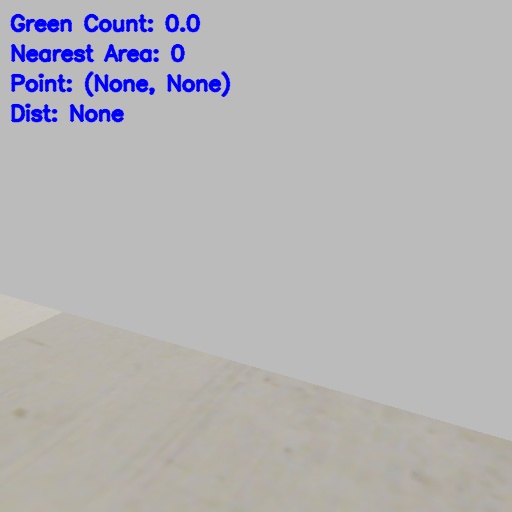 Green Count: 0.0
Nearest Area: 0
Point: (None, None)
Dist: None